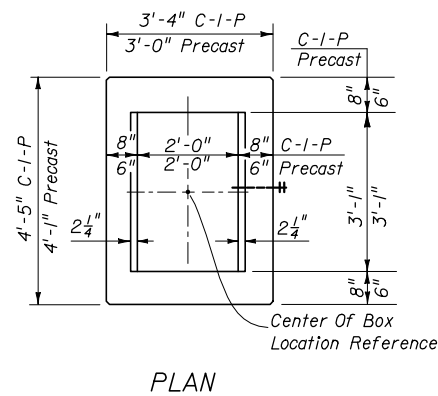 3'-4" C-I-P
3'-0" Precast
C-I-P
Precast
8"
6"
4'-5" C-I-P
4'-1" Precast
8"
6"
2'-0"
2'-0"
8"
6"
C-I-P
Precast
3'-1"
3'-1"
2 1/4"
2 1/4"
8"
6"
Center Of Box
Location Reference
PLAN